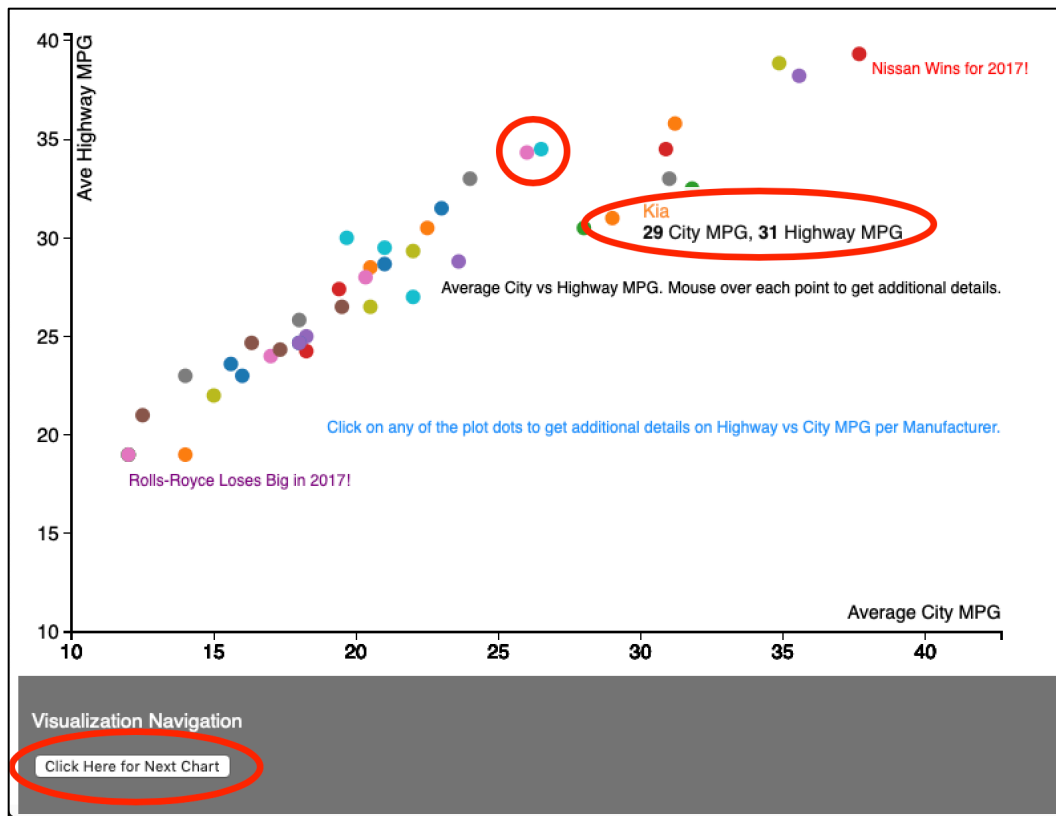 40
Ave Highway MPG
Nissan Wins for 2017!
35
Kia
30
29 City MPG, 31 Highway MPG
Average City vs Highway MPG. Mouse over each point to get additional details.
25
Click on any of the plot dots to get additional details on Highway vs City MPG per Manufacturer.
20
Rolls-Royce Loses Big in 2017!
15
Average City MPG
10
10 15 20 25 30 35 40
Visualization Navigation
Click Here for Next Chart